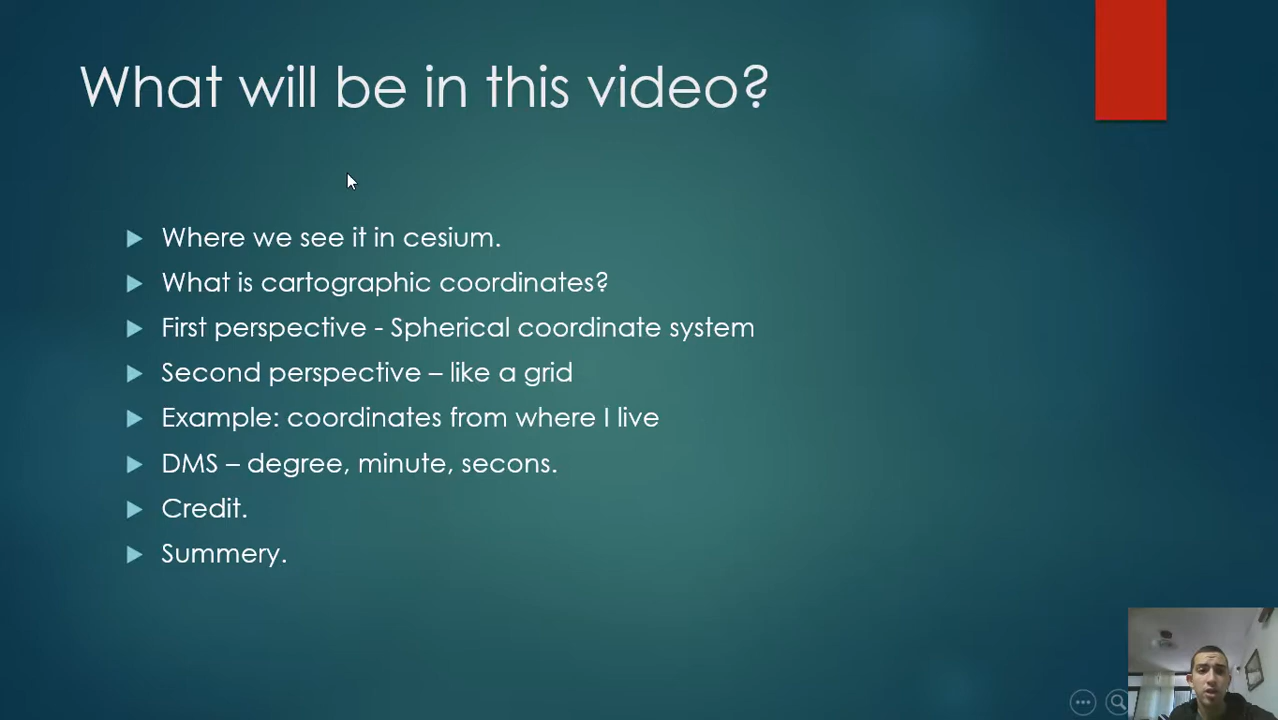 What will be in this video?
Where we see it in cesium.
What is cartographic coordinates?
First perspective - Spherical coordinate system
Second perspective – like a grid
Example: coordinates from where I live
DMS – degree, minute, secons.
Credit.
Summery.